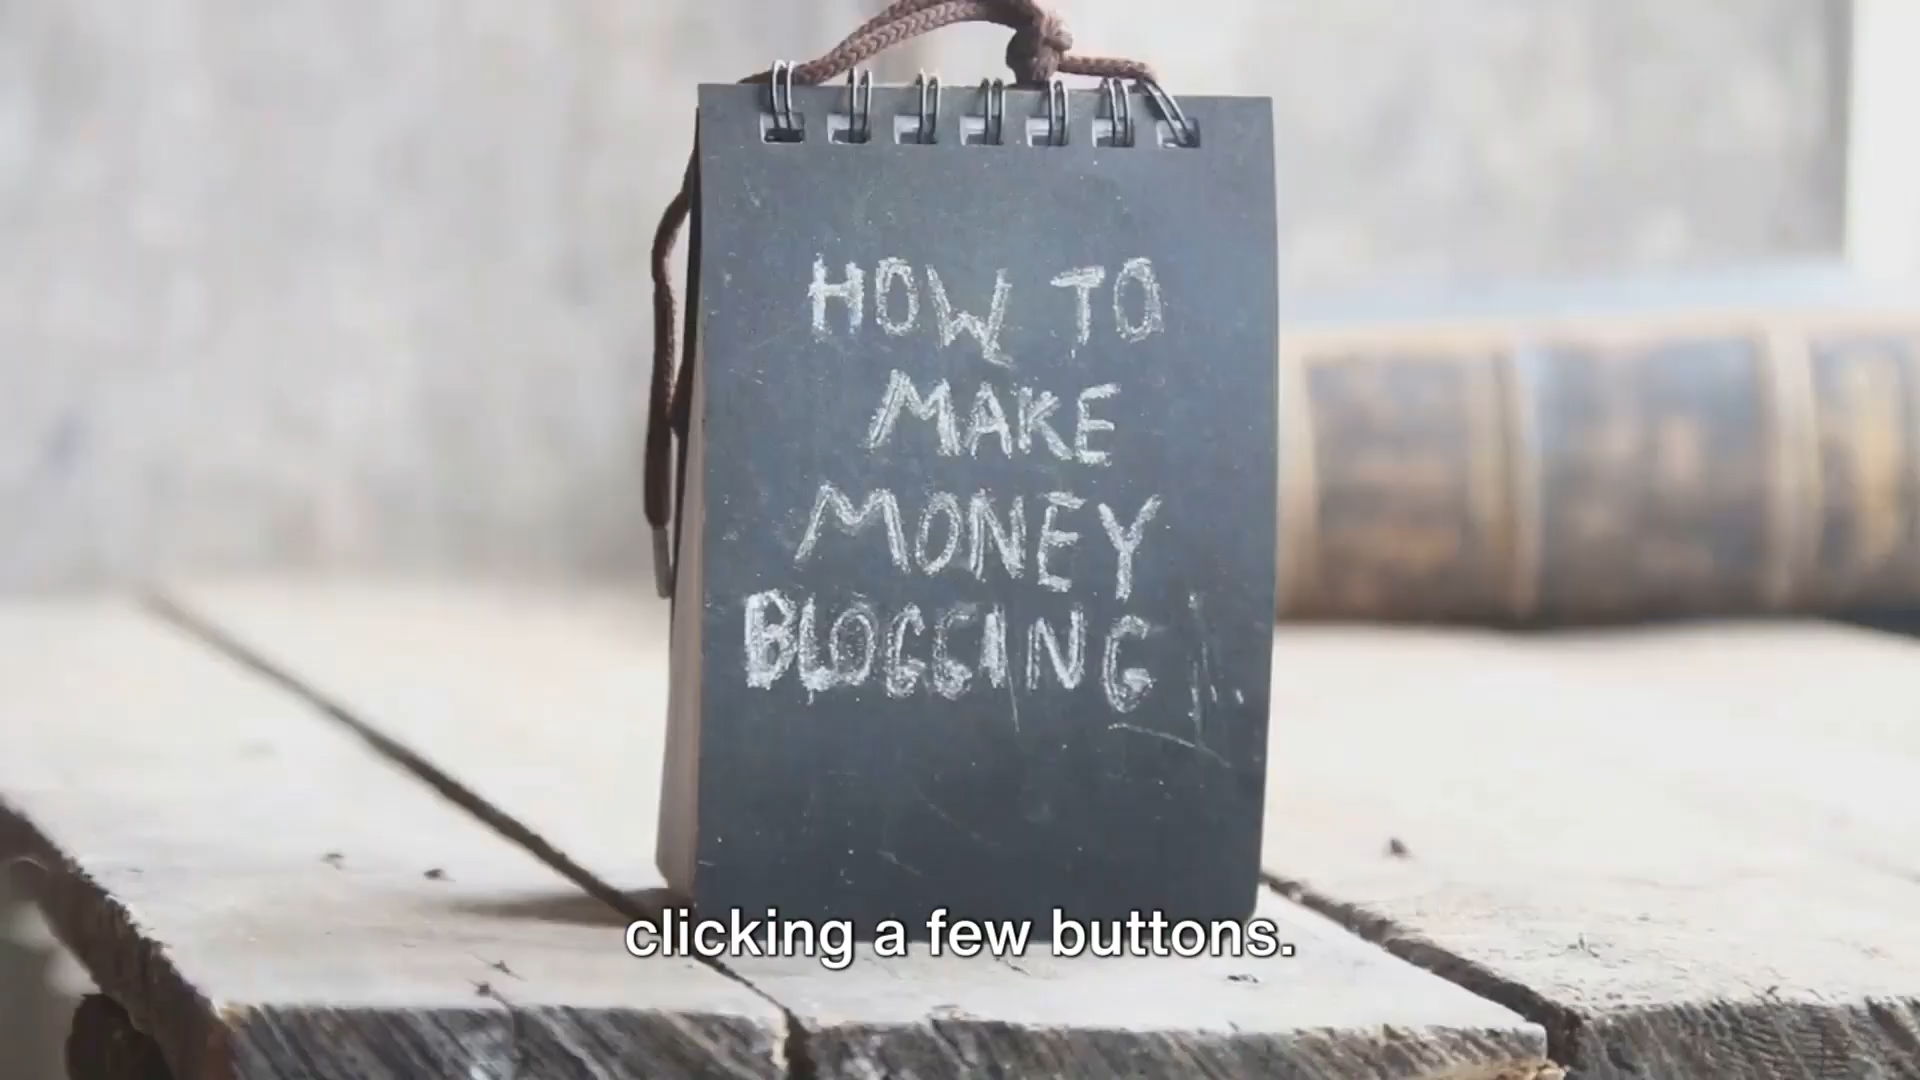 HOW TO
MAKE
MONEY
BLOGGING
clicking a few buttons.